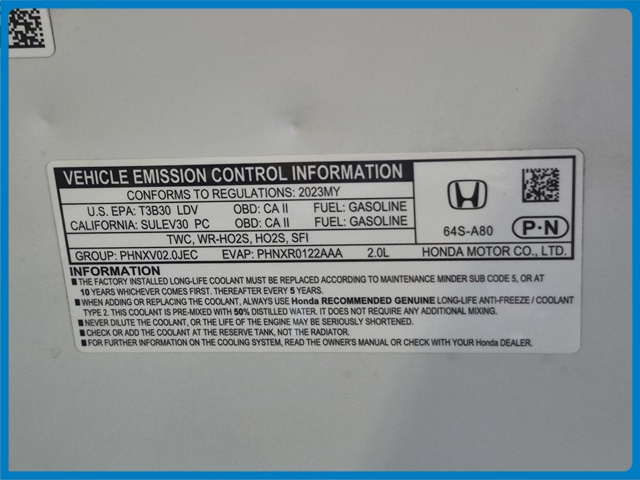 VEHICLE EMISSION CONTROL INFORMATION
CONFORMS TO REGULATIONS: 2023MY
U.S. EPA: T3B30 LDV OBD: CA II FUEL: GASOLINE
CALIFORNIA: SULEV30 PC OBD: CA II FUEL: GASOLINE
TWC, WR-HO2S, HO2S, SFI
GROUP: PHNXV02.0JEC EVAP: PHNXR0122AAA 2.0L
64S-A80 P·N
HONDA MOTOR CO., LTD.
INFORMATION
■THE FACTORY INSTALLED LONG-LIFE COOLANT MUST BE REPLACED ACCORDING TO MAINTENANCE MINDER SUB CODE 5, OR AT
10 YEARS WHICHEVER COMES FIRST. THEREAFTER EVERY 5 YEARS.
■WHEN ADDING OR REPLACING THE COOLANT, ALWAYS USE Honda RECOMMENDED GENUINE LONG-LIFE ANTI-FREEZE / COOLANT
TYPE 2. THIS COOLANT IS PRE-MIXED WITH 50% DISTILLED WATER. IT DOES NOT REQUIRE ANY ADDITIONAL MIXING.
■NEVER DILUTE THE COOLANT, OR THE LIFE OF THE ENGINE MAY BE SERIOUSLY SHORTENED.
■CHECK OR ADD THE COOLANT AT THE RESERVE TANK, NOT THE RADIATOR.
■FOR FURTHER INFORMATION ON THE COOLING SYSTEM, READ THE OWNER'S MANUAL OR CHECK WITH YOUR Honda DEALER.